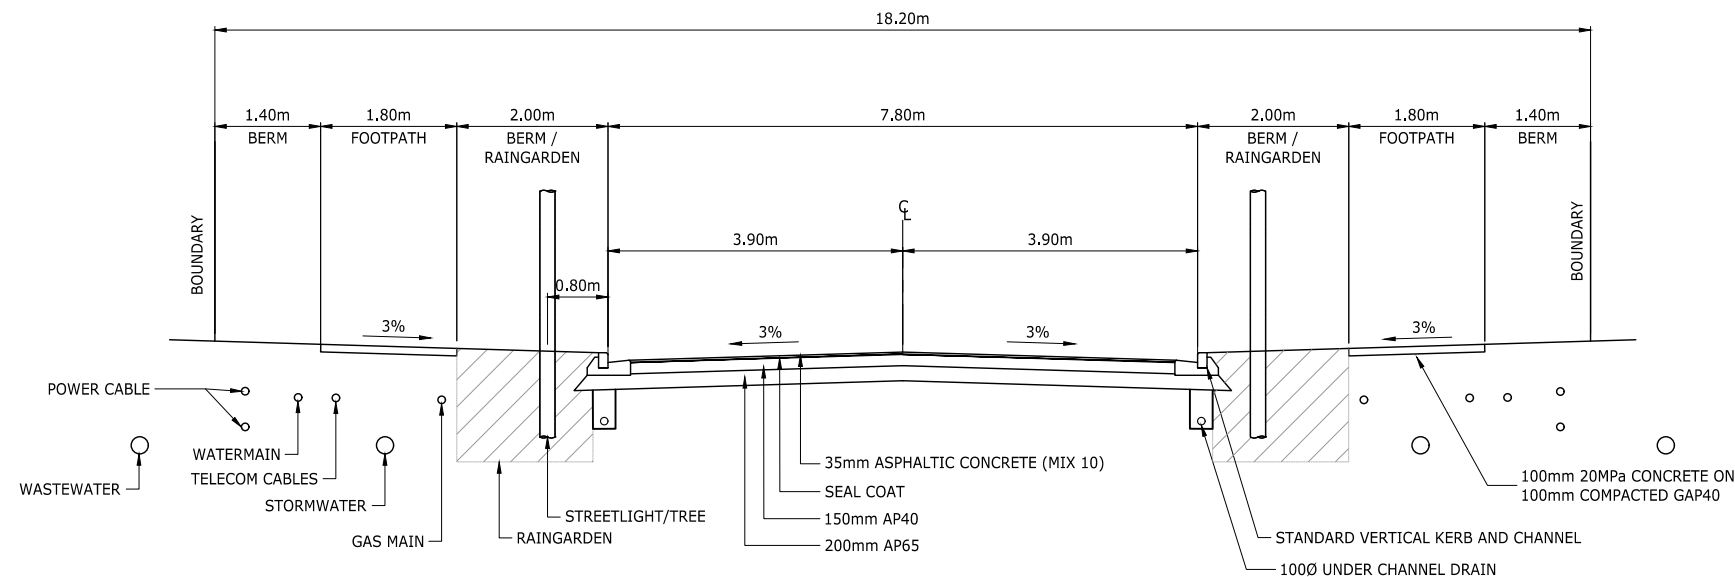 18.20m
1.40m
BERM
1.80m
FOOTPATH
2.00m
BERM /
RAINGARDEN
7.80m
2.00m
BERM /
RAINGARDEN
1.80m
FOOTPATH
1.40m
BERM
BOUNDARY
BOUNDARY
CL
3.90m
3.90m
0.80m
3%
3%
3%
3%
POWER CABLE
WATERMAIN
TELECOM CABLES
WASTEWATER
STORMWATER
GAS MAIN
STREETLIGHT/TREE
RAINGARDEN
35mm ASPHALTIC CONCRETE (MIX 10)
SEAL COAT
150mm AP40
200mm AP65
100mm 20MPa CONCRETE ON
100mm COMPACTED GAP40
STANDARD VERTICAL KERB AND CHANNEL
100Ø UNDER CHANNEL DRAIN